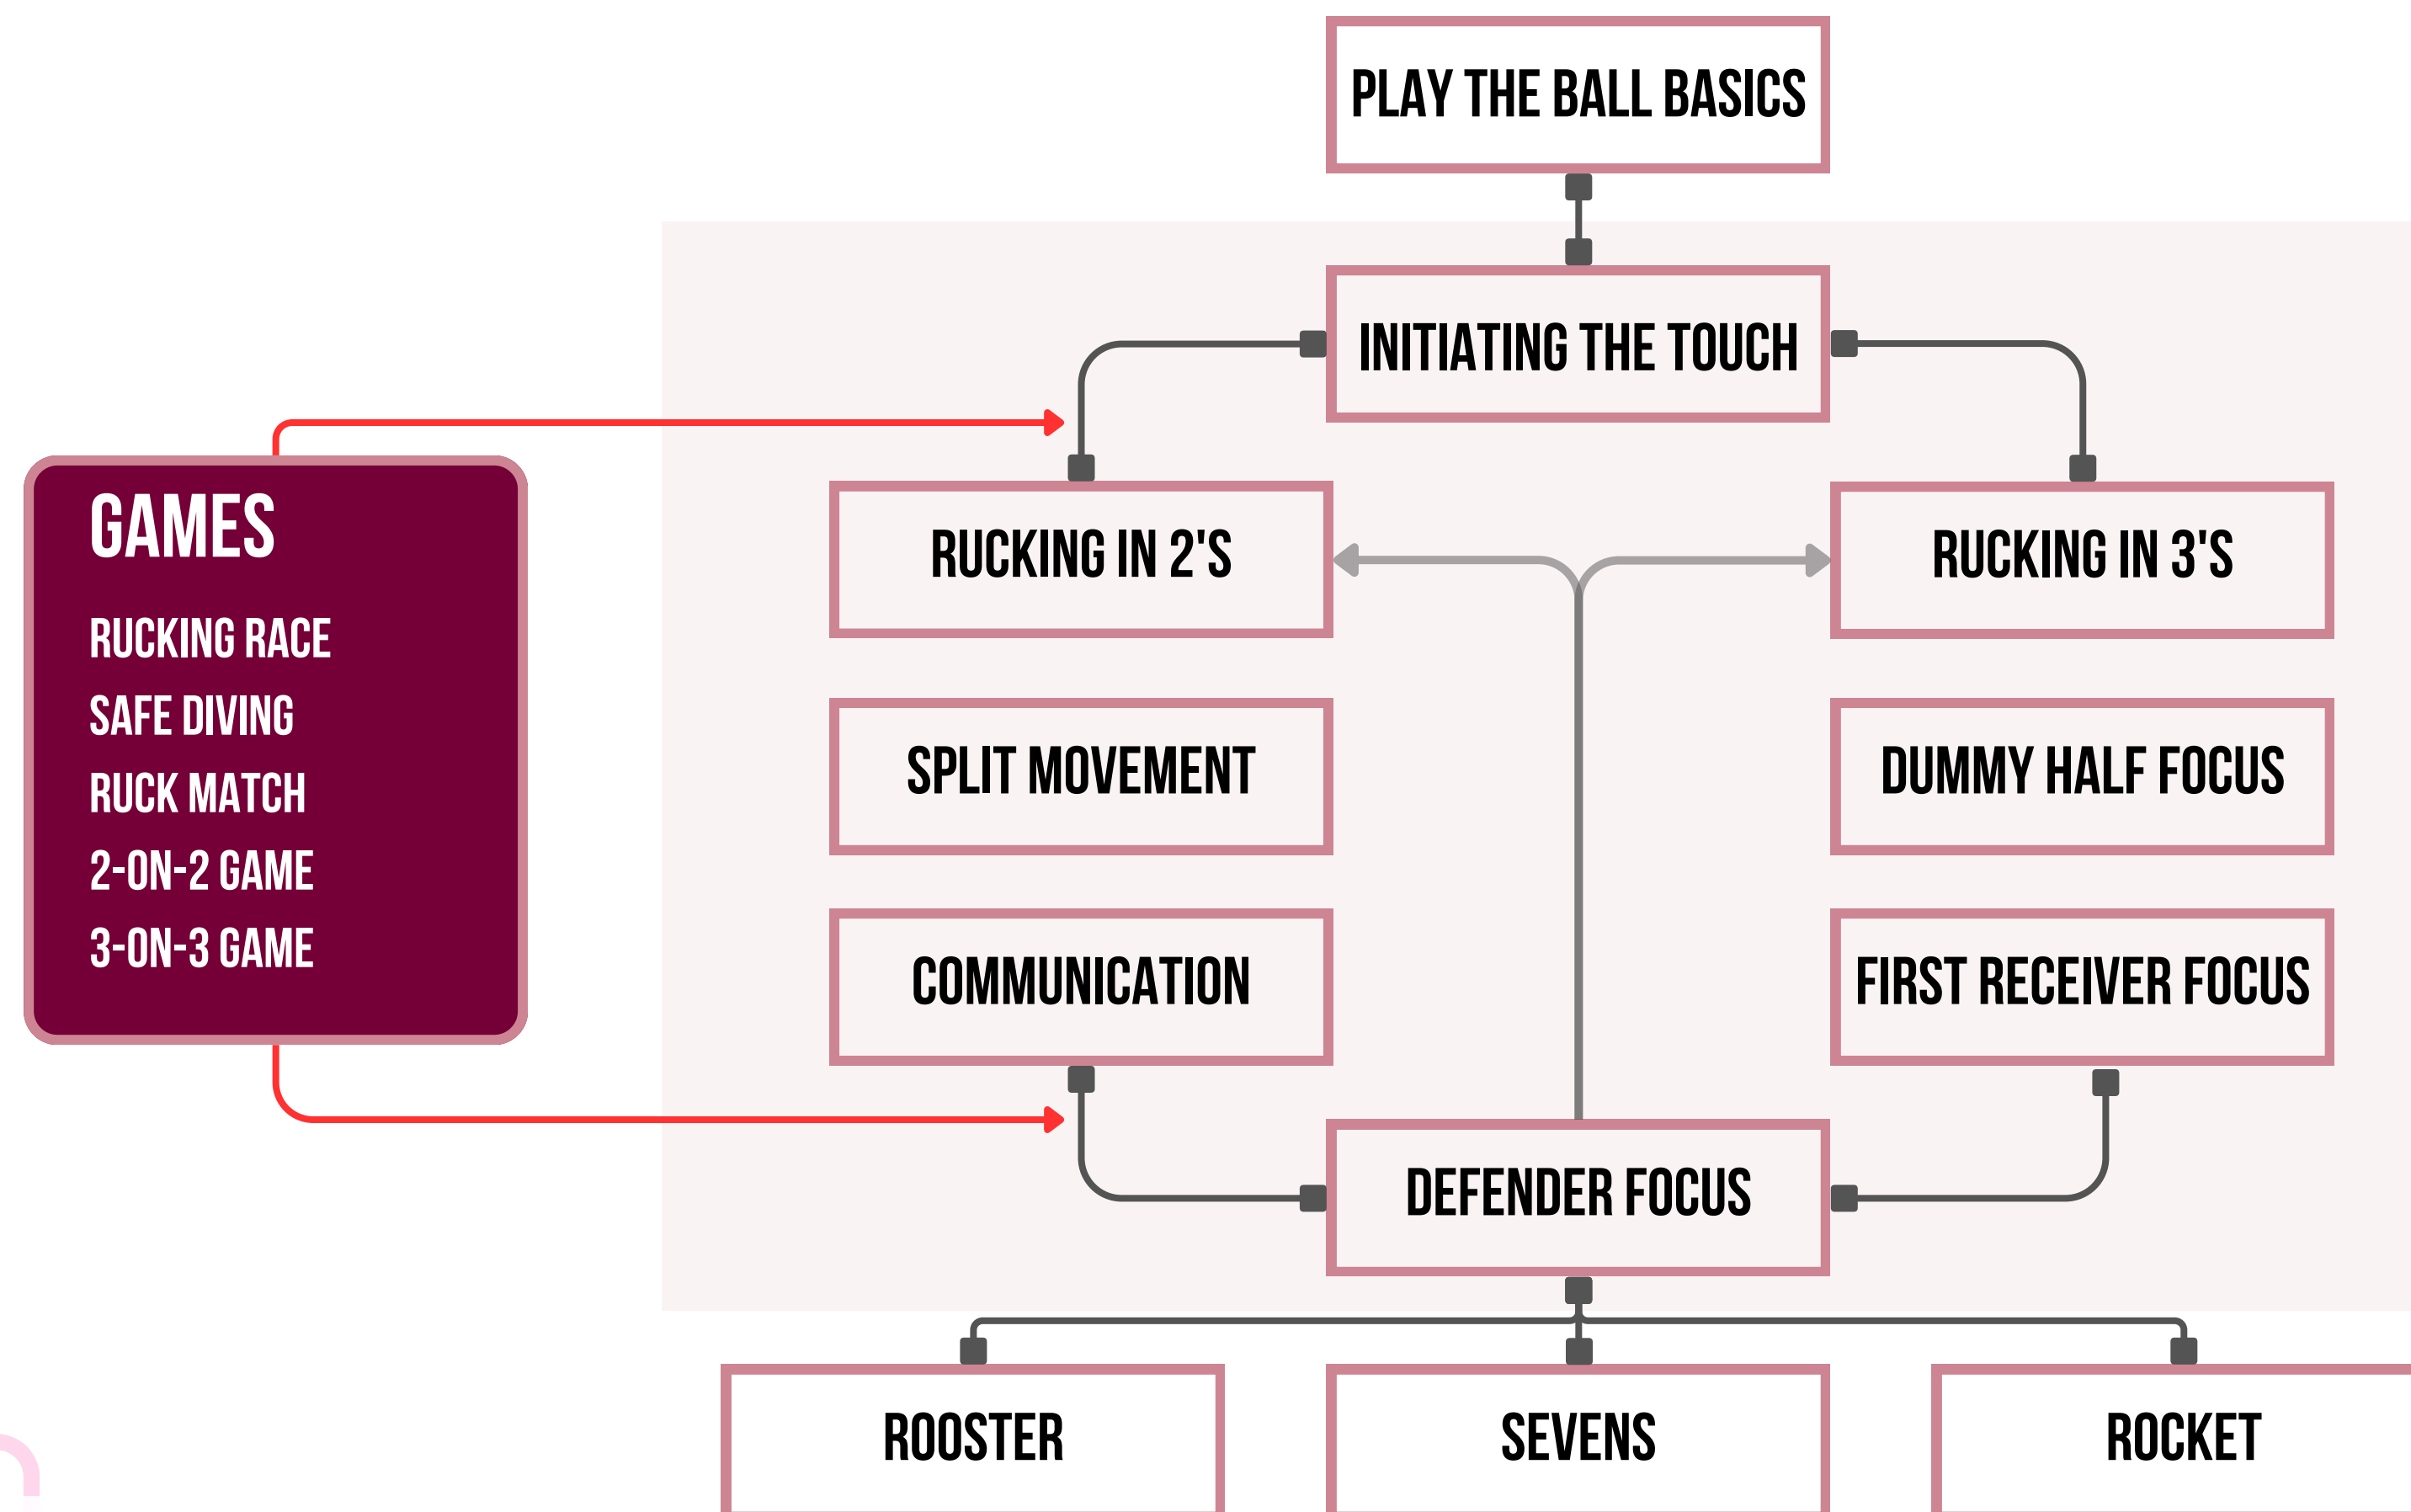 PLAY THE BALL BASICS
INITIATING THE TOUCH
GAMES
RUCKING RACE
SAFE DIVING
RUCK MATCH
2-ON-2 GAME
3-ON-3 GAME
RUCKING IN 2'S
RUCKING IN 3'S
SPLIT MOVEMENT
DUMMY HALF FOCUS
COMMUNICATION
FIRST RECEIVER FOCUS
DEFENDER FOCUS
ROOSTER
SEVENS
ROCKET